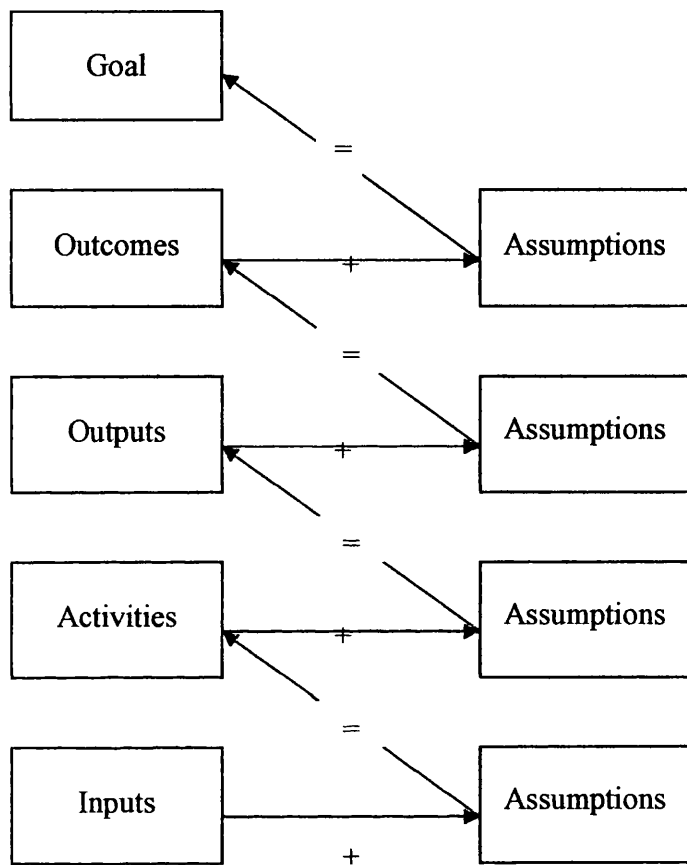 Goal
=
Outcomes + Assumptions
=
Outputs + Assumptions
=
Activities + Assumptions
=
Inputs Assumptions
+